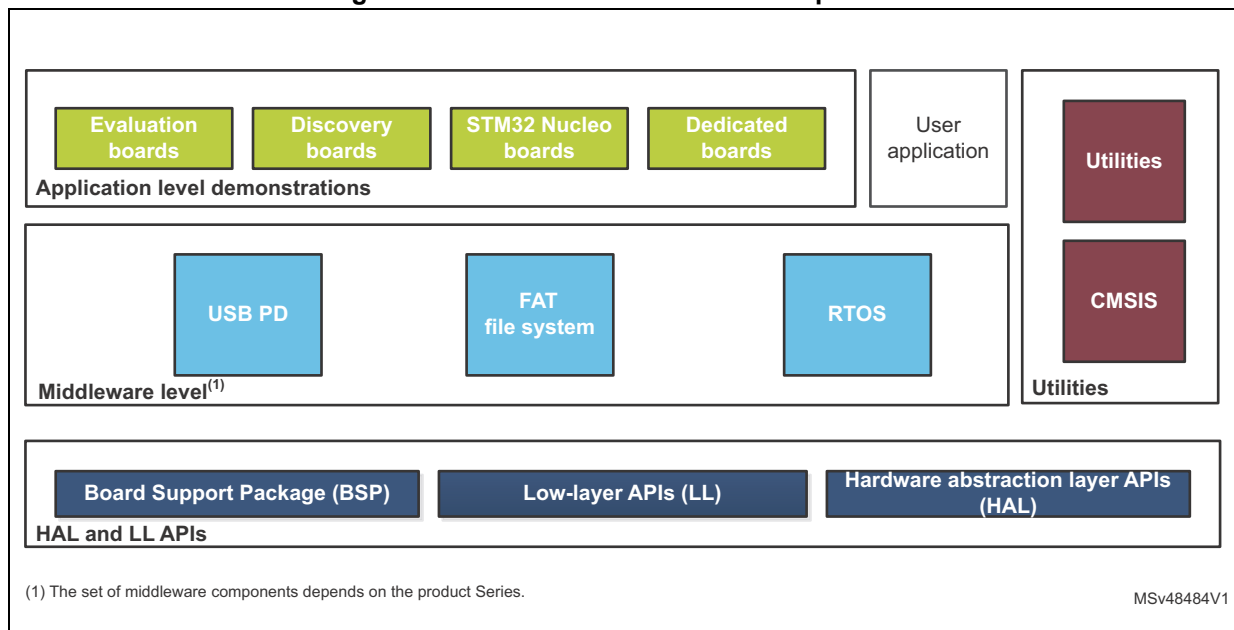 Evaluation
boards
Discovery
boards
STM32 Nucleo
boards
Dedicated
boards
Application level demonstrations
User
application
Utilities
CMSIS
Utilities
USB PD
FAT
file system
RTOS
Middleware level(1)
Board Support Package (BSP)
Low-layer APIs (LL)
Hardware abstraction layer APIs
(HAL)
HAL and LL APIs
(1) The set of middleware components depends on the product Series.
MSv48484V1